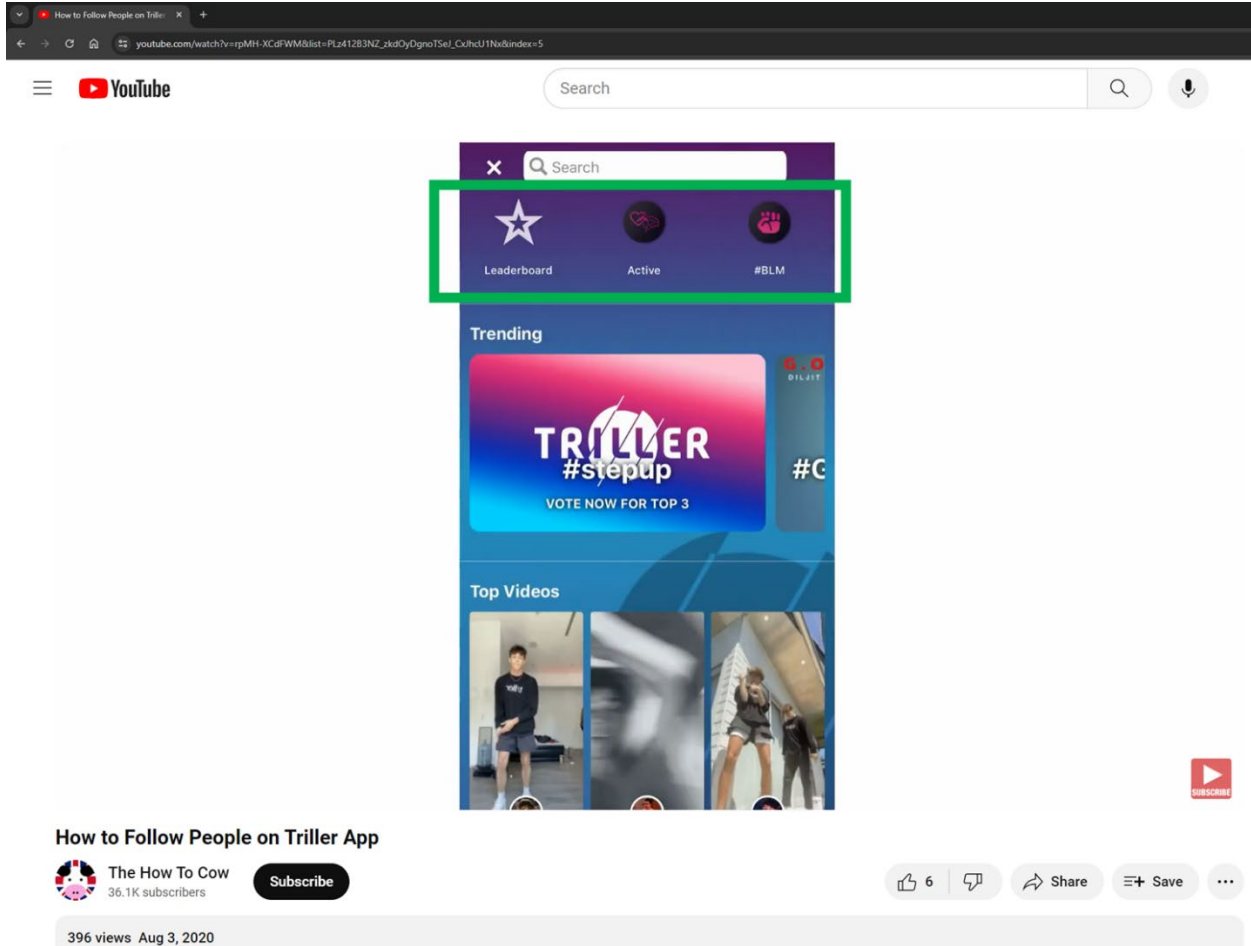 How to Follow People on Triller
youtube.com/watch?v=rpMH-XCdFWM&list=PLz412B3NZ_zkdOyDgnoTSeJ_CxJhcU1Nx&index=5
YouTube
Search
Search
Leaderboard Active #BLM
Trending
DILJIT
TRILLER
#stepup
VOTE NOW FOR TOP 3
Top Videos
SUBSCRIBE
How to Follow People on Triller App
The How To Cow
36.1K subscribers
Subscribe
6 Share Save
396 views Aug 3, 2020